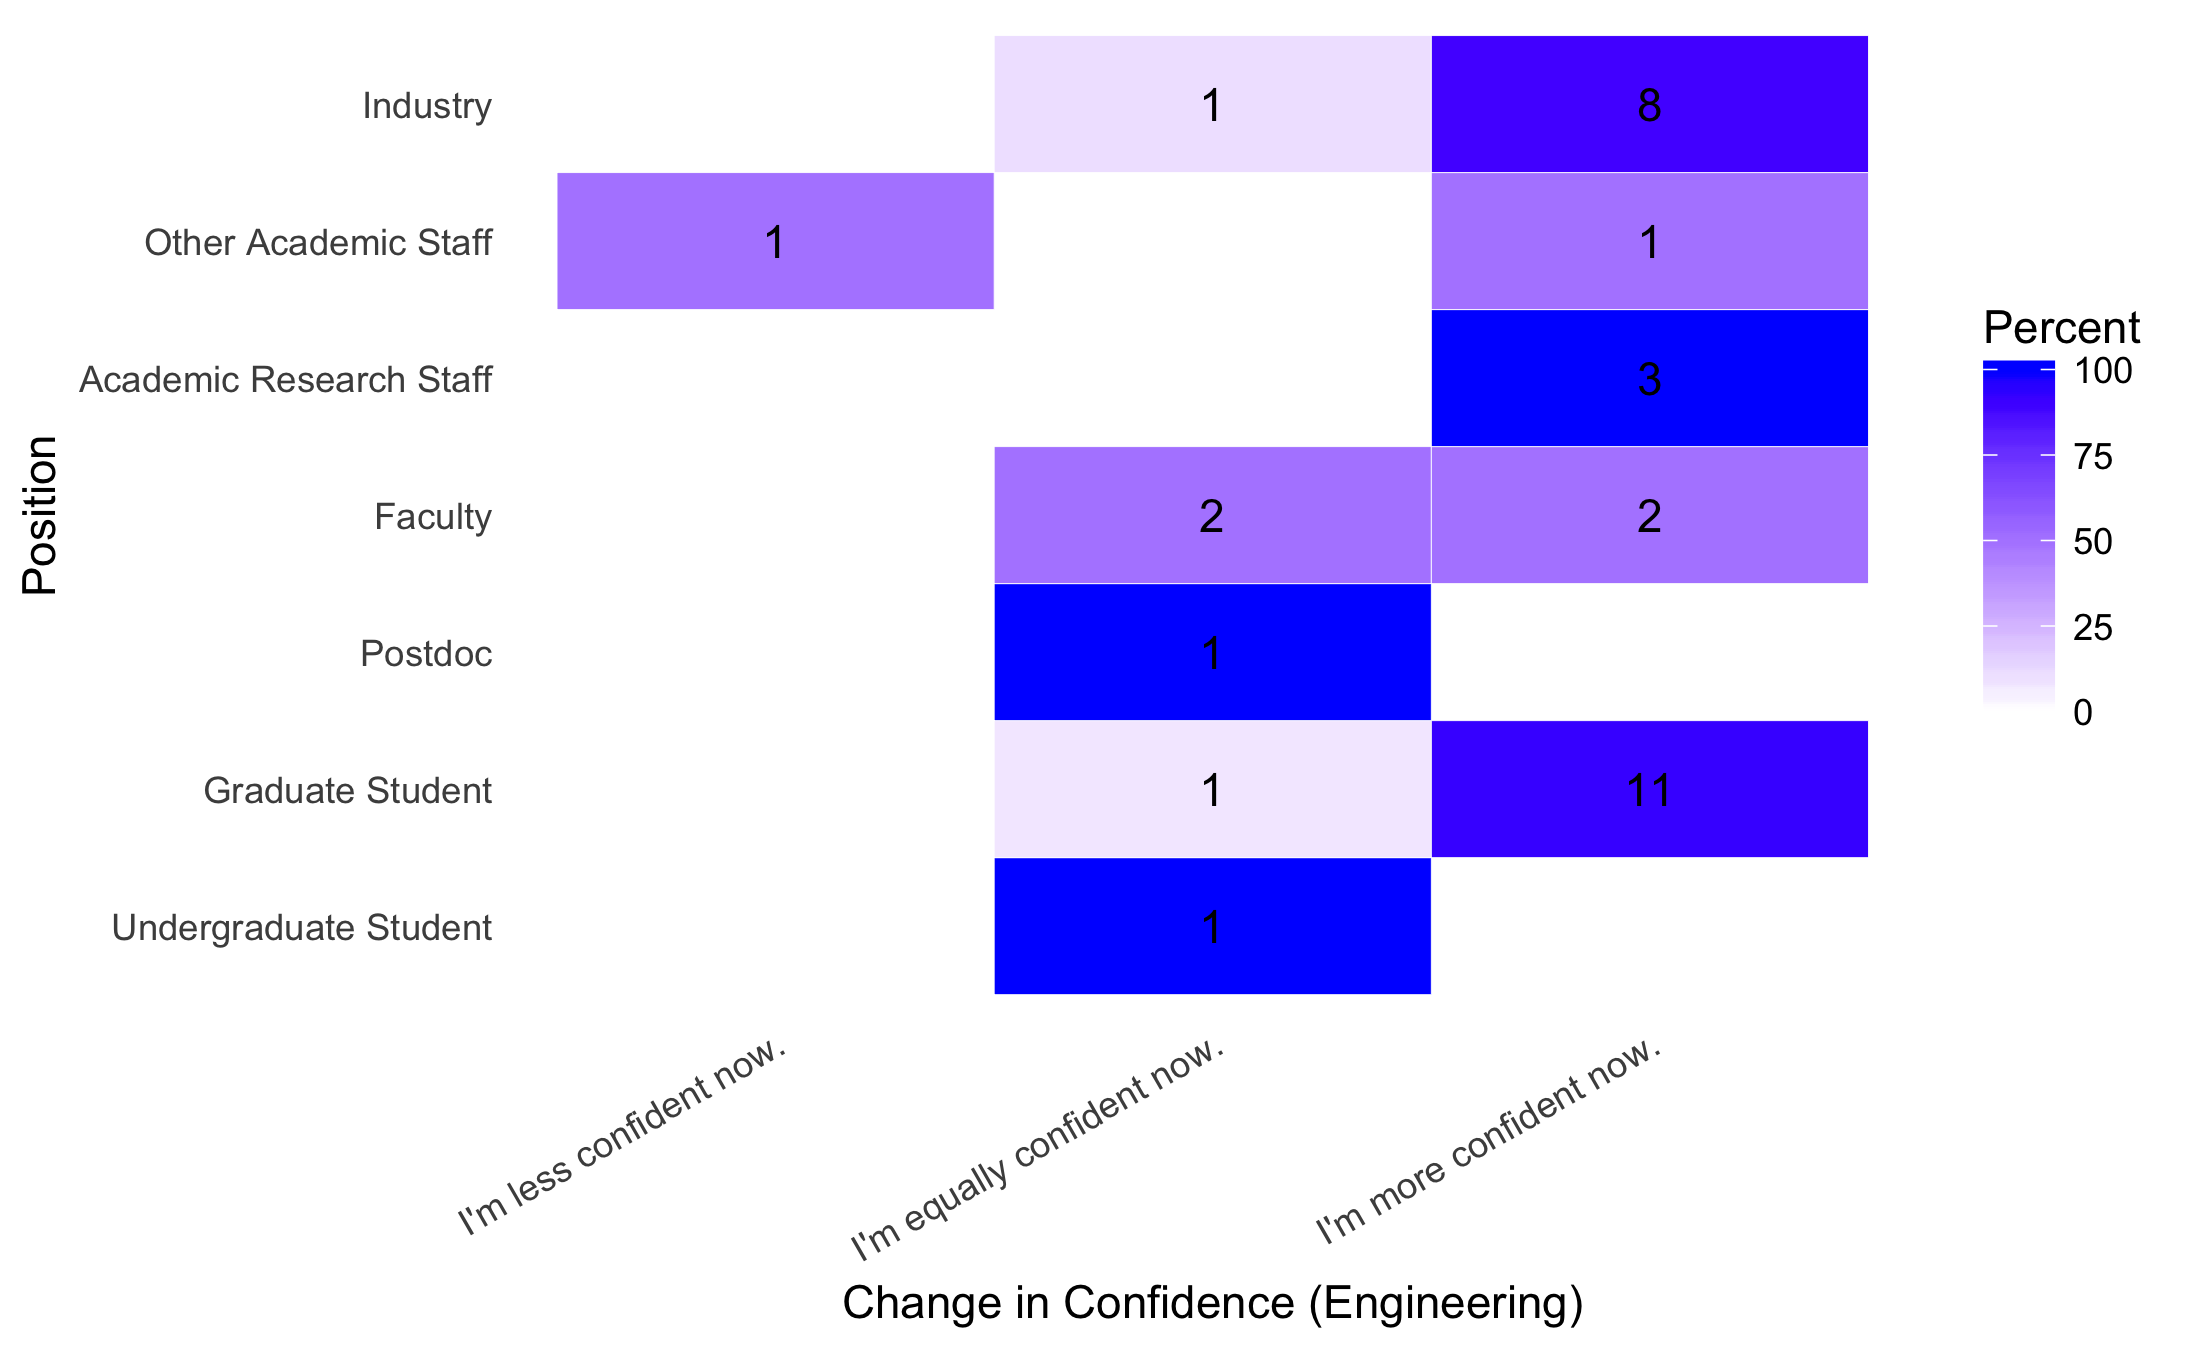 Industry
1
8
Other Academic Staff
1
1
Academic Research Staff
3
Faculty
2
2
Postdoc
1
Graduate Student
1
11
Undergraduate Student
1
Position
I'm less confident now.
I'm equally confident now.
I'm more confident now.
Change in Confidence (Engineering)
Percent
100
75
50
25
0